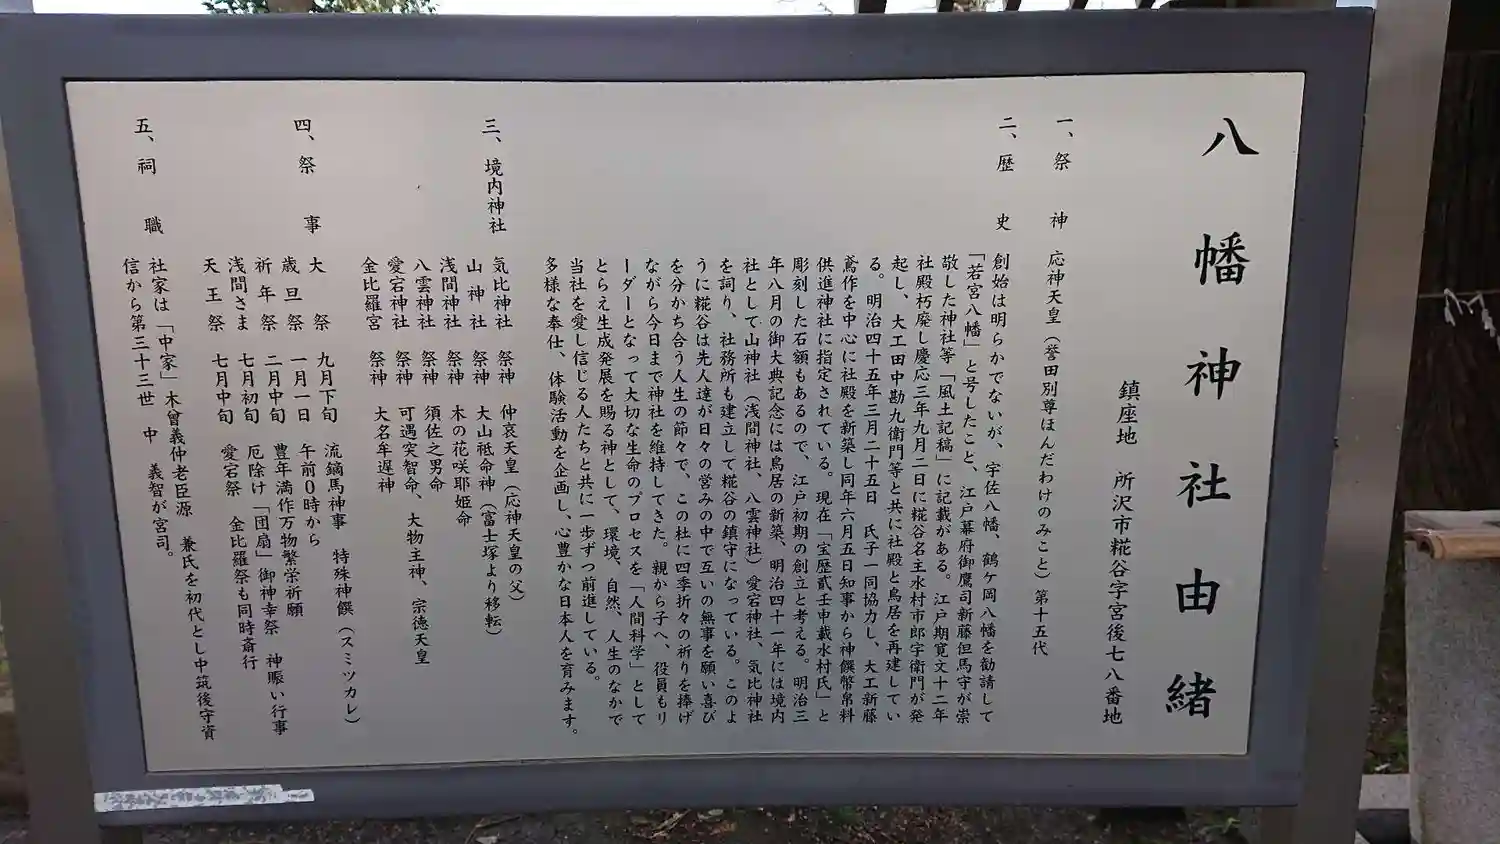 八幡神社由緒
鎮座地 所沢市糀谷字宮後七八番地
一、祭 神 応神天皇(誉田別尊ほんだわけのみこと)第十五代
二、歴 史
創始は明らかでないが、宇佐八幡、鶴ヶ岡八幡を勧請して
「若宮八幡」と号したこと、江戸幕府御鷹司新藤但馬守が崇
敬した神社等「風土記稿」に記載がある。江戸期寛文十二年
社殿朽廃し慶応三年九月二日に糀谷名主水村市郎宇衛門が発
起し、大工田中勘九衛門等と共に社殿と鳥居を再建してい
る。明治四十五年三月二十五日 氏子一同協力し、大工新藤
鳶作を中心に社殿を新築し同年六月五日知事から神饌幣帛料
供進神社に指定されている。現在「宝歴貳壬申載水村氏」と
彫刻した石額もあるので、江戸初期の創立と考える。明治三
年八月の御大典記念には鳥居の新築、明治四十一年には境内
社として山神社(浅間神社、八雲神社)愛宕神社、気比神社
を詞り、社務所も建立して糀谷の鎮守になっている。このよ
うに糀谷は先人達が日々の営みの中で互いの無事を願い喜び
を分かち合う人生の節々で、この社に四季折々の祈りを捧げ
ながら今日まで神社を維持してきた。親から子へ、役員もリ
ーダーとなって大切な生命のプロセスを「人間科学」として
とらえ生成発展を賜る神として、環境、自然、人生のなかで
当社を愛し信じる人たちと共に一歩ずつ前進している。
多様な奉仕、体験活動を企画し、心豊かな日本人を育みます。
三、境内神社
気比神社 祭神 仲哀天皇(応神天皇の父)
山神社 祭神 大山祗命神(富士塚より移転)
浅間神社 祭神 木の花咲耶姫命
八雲神社 祭神 須佐之男命
愛宕神社 祭神 可遇突智命、大物主神、宗徳天皇
金比羅宮 祭神 大名牟遅神
四、祭 事
大 祭 九月下旬 流鏑馬神事 特殊神饌(スミツカレ)
歳旦祭 一月一日 午前0時から
祈年祭 二月中旬 豊年満作万物繁栄祈願
浅間さま 七月初旬 厄除け「団扇」御神幸祭 神賑い行事
天王祭 七月中旬 愛宕祭 金比羅祭も同時斎行
五、祠 職
社家は「中家」木曾義仲老臣源 兼氏を初代とし中筑後守資
信から第三十三世 中 義智が宮司。